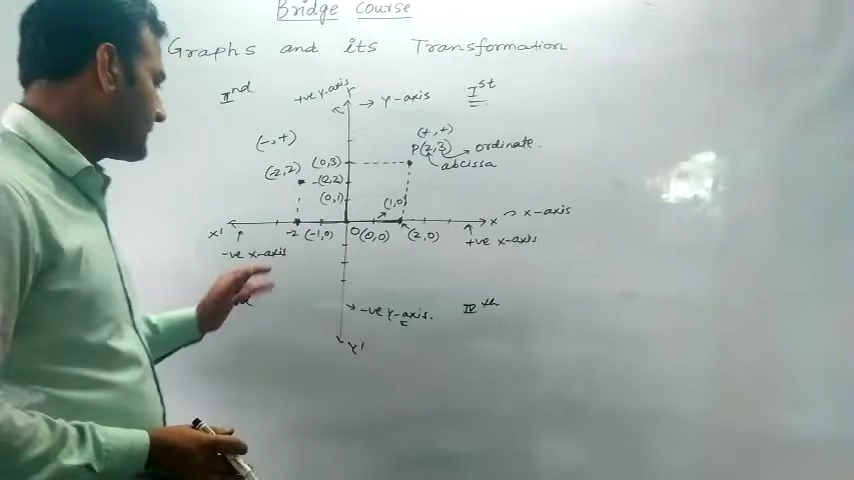 Bridge course
Graphs and its Transformation
IInd
+ve y-axis
Y
→ y-axis
Ist
(-,+)
(+,+)
P(2,3) → ordinate.
abcissa
(-2,2)
(0,3)
(0,2)
(0,1)
(1,0)
X'
X → x-axis
-2 (-1,0) O (0,0) (2,0)
+ve x-axis
-ve x-axis
→ -ve y-axis.
IVth
Y'